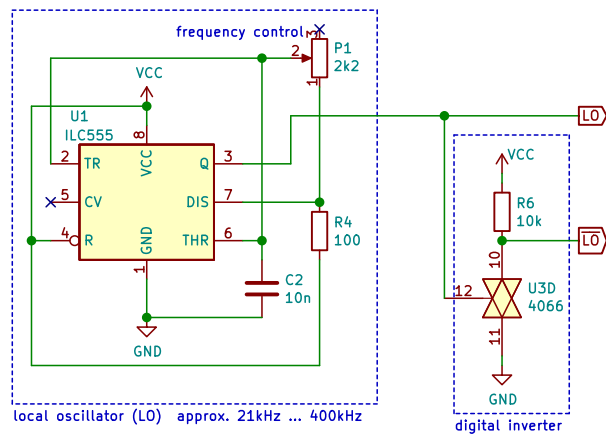 frequency control
3
2
P1
2k2
1
VCC
U1
ILC555
8
2 TR VCC Q 3
5 CV DIS 7
4 R GND THR 6
1
R4
100
C2
10n
GND
LO
VCC
R6
10k
LO
10
12
U3D
4066
11
GND
local oscillator (LO) approx. 21kHz ... 400kHz
digital inverter